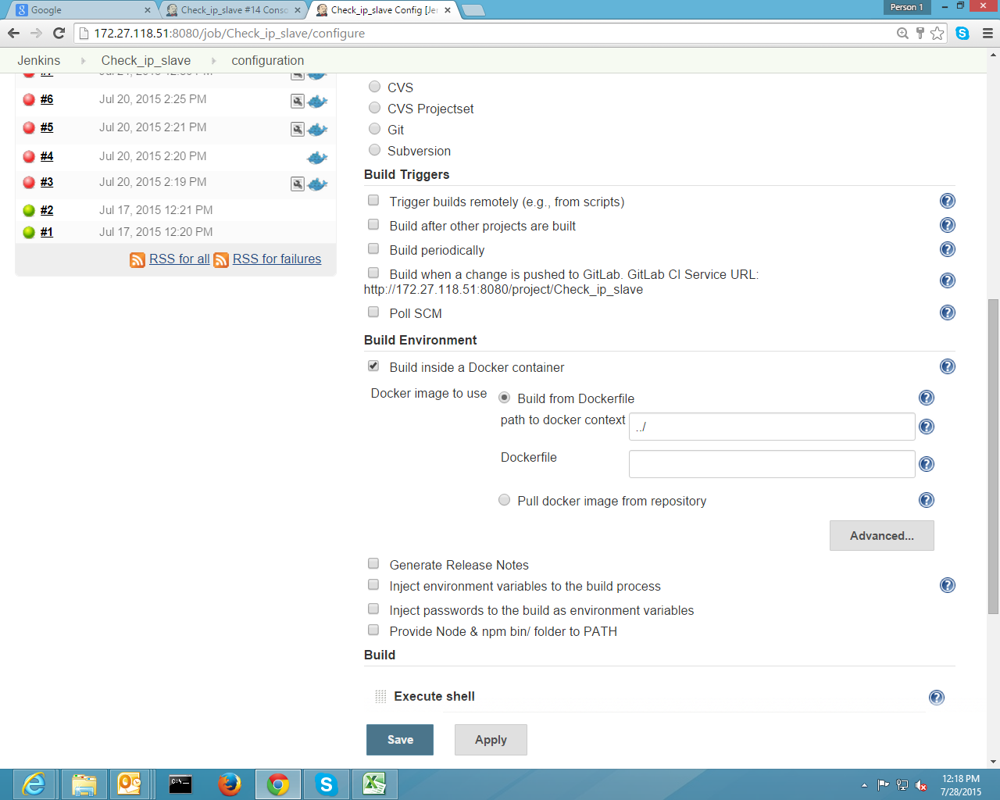 Google
Check_ip_slave #14 Conso
Check_ip_slave Config [Jer
Person 1
172.27.118.51:8080/job/Check_ip_slave/configure
Jenkins
Check_ip_slave
configuration
#6 Jul 20, 2015 2:25 PM
#5 Jul 20, 2015 2:21 PM
#4 Jul 20, 2015 2:20 PM
#3 Jul 20, 2015 2:19 PM
#2 Jul 17, 2015 12:21 PM
#1 Jul 17, 2015 12:20 PM
RSS for all RSS for failures
CVS
CVS Projectset
Git
Subversion
Build Triggers
Trigger builds remotely (e.g., from scripts)
Build after other projects are built
Build periodically
Build when a change is pushed to GitLab. GitLab CI Service URL:
http://172.27.118.51:8080/project/Check_ip_slave
Poll SCM
Build Environment
Build inside a Docker container
Docker image to use
Build from Dockerfile
path to docker context ../
Dockerfile
Pull docker image from repository
Advanced...
Generate Release Notes
Inject environment variables to the build process
Inject passwords to the build as environment variables
Provide Node & npm bin/ folder to PATH
Build
Execute shell
Save Apply
12:18 PM
7/28/2015